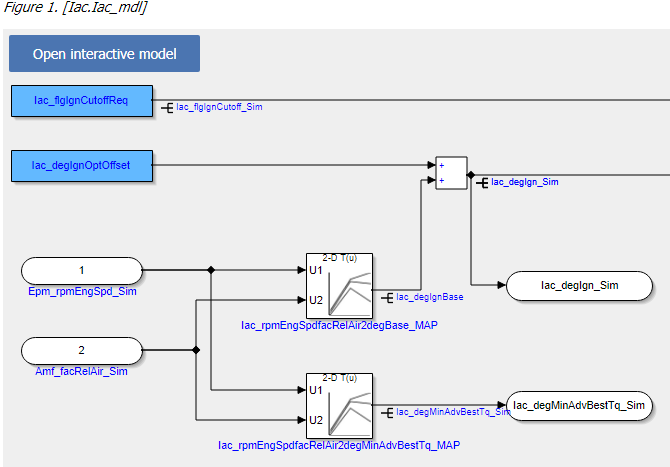 Figure 1. [Iac.Iac_mdl]
Open interactive model
Iac_flgIgnCutoffReq
Iac_flgIgnCutoff_Sim
Iac_degIgnOptOffset
+
+
Iac_degIgn_Sim
2-D T(u)
1
U1
Epm_rpmEngSpd_Sim
U2
Iac_degIgnBase
Iac_degIgn_Sim
Iac_rpmEngSpdfacRelAir2degBase_MAP
2
Amf_facRelAir_Sim
2-D T(u)
U1
U2
Iac_degMinAdvBestTq_Sim
Iac_degMinAdvBestTq_Sim
Iac_rpmEngSpdfacRelAir2degMinAdvBestTq_MAP